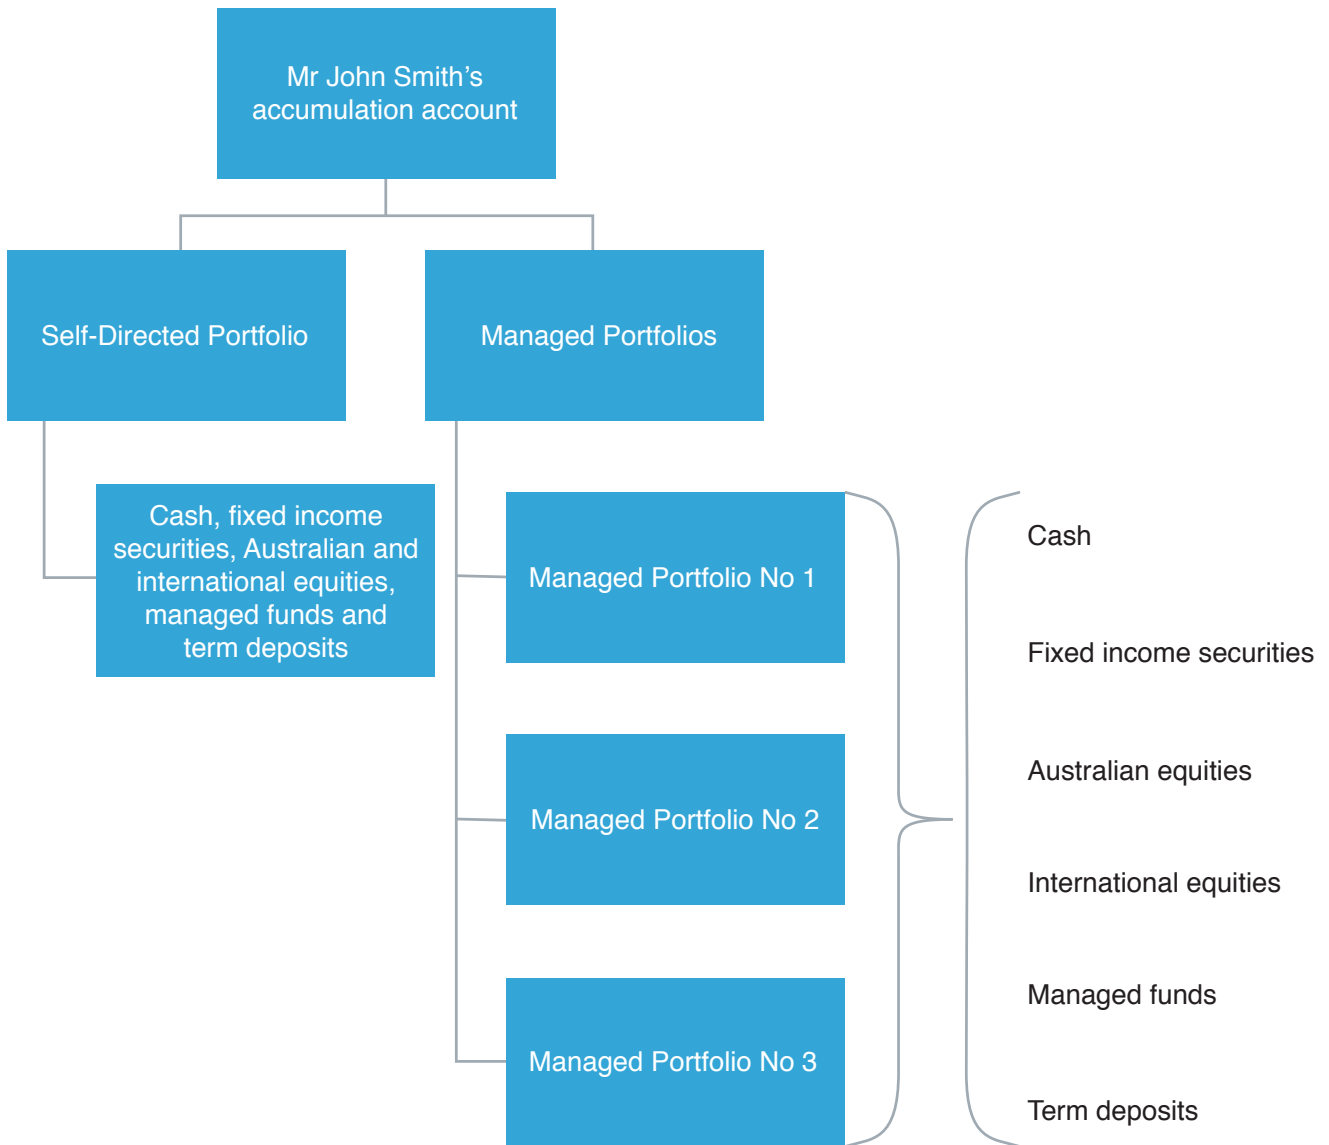 Mr John Smith’s
accumulation account
Self-Directed Portfolio
Managed Portfolios
Cash, fixed income
securities, Australian and
international equities,
managed funds and
term deposits
Managed Portfolio No 1
Managed Portfolio No 2
Managed Portfolio No 3
Cash
Fixed income securities
Australian equities
International equities
Managed funds
Term deposits